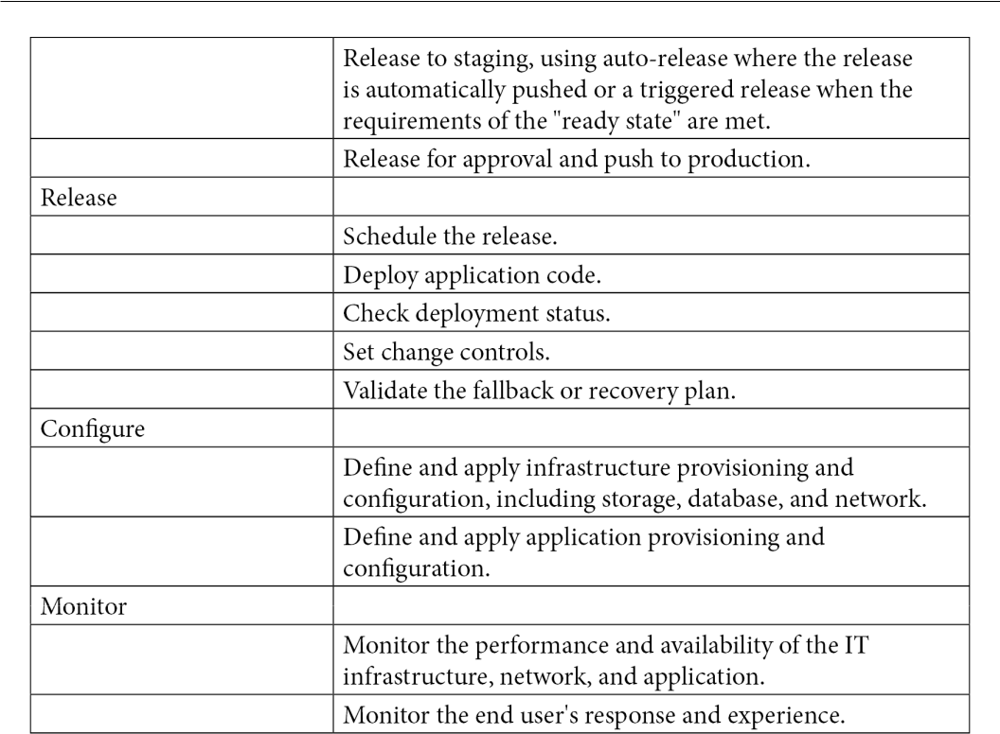 Release to staging, using auto-release where the release
is automatically pushed or a triggered release when the
requirements of the "ready state" are met.
Release for approval and push to production.
Release
Schedule the release.
Deploy application code.
Check deployment status.
Set change controls.
Validate the fallback or recovery plan.
Configure
Define and apply infrastructure provisioning and
configuration, including storage, database, and network.
Define and apply application provisioning and
configuration.
Monitor
Monitor the performance and availability of the IT
infrastructure, network, and application.
Monitor the end user's response and experience.